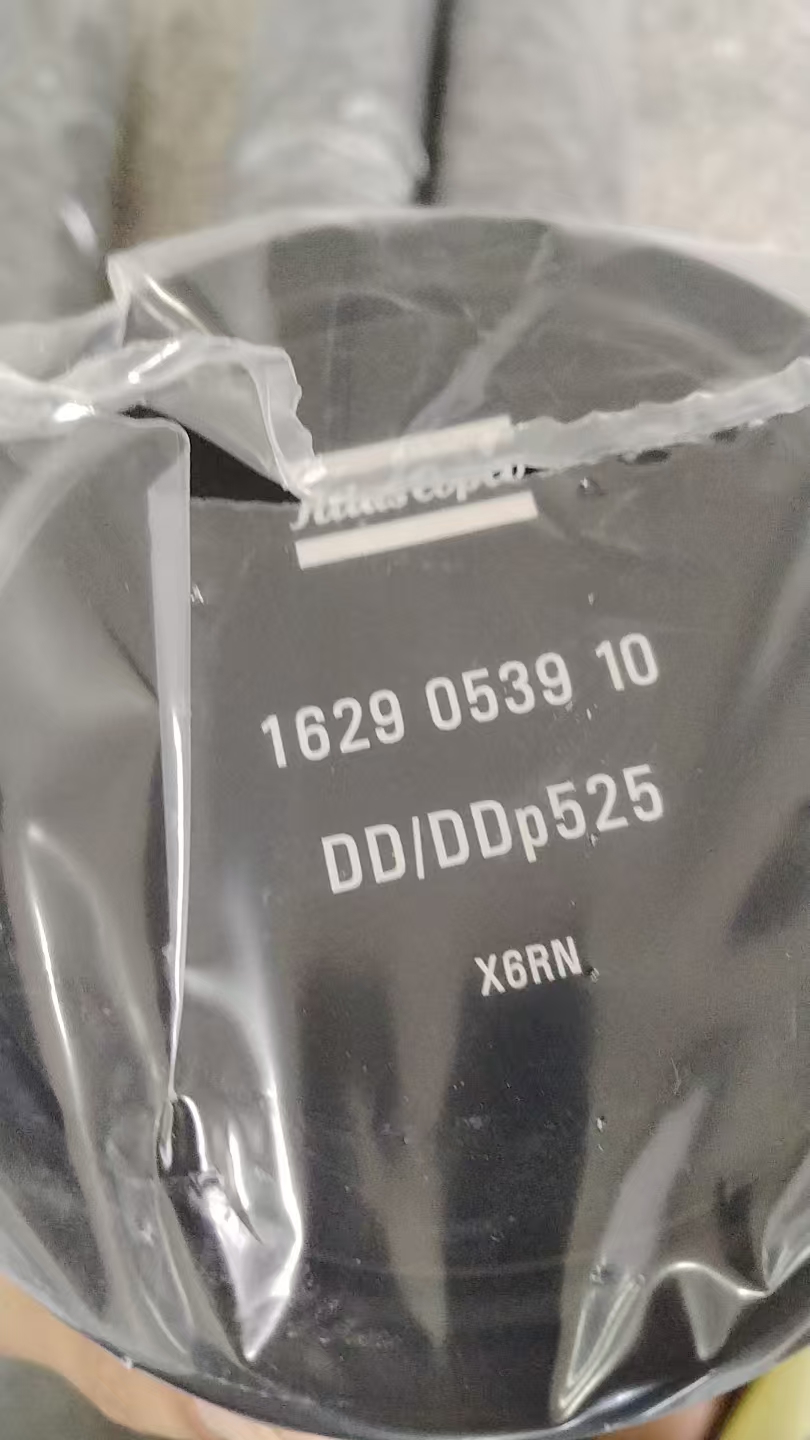 Atlas Copco
1629 0539 10
DD/DDp525
X6RN